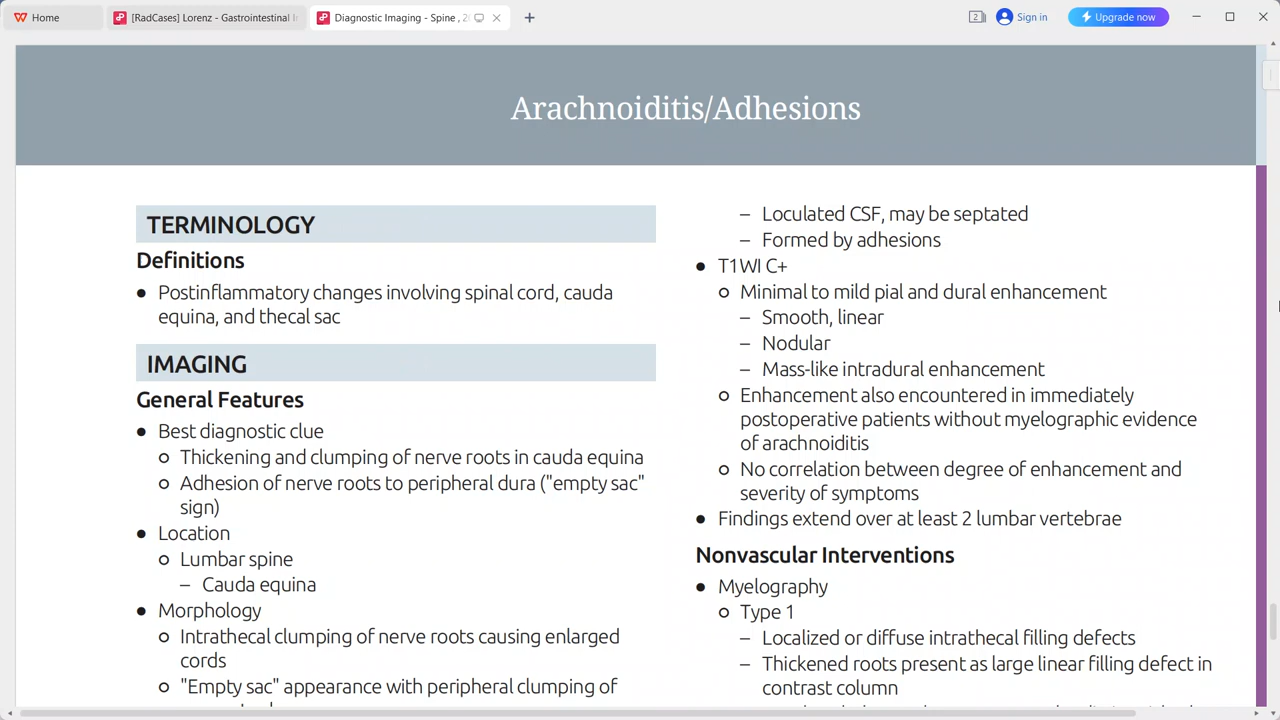 Home
[RadCases] Lorenz - Gastrointestinal
Diagnostic Imaging - Spine ,
2
Sign in
Upgrade now
Arachnoiditis/Adhesions
TERMINOLOGY
Definitions
● Postinflammatory changes involving spinal cord, cauda
equina, and thecal sac
IMAGING
General Features
● Best diagnostic clue
○ Thickening and clumping of nerve roots in cauda equina
○ Adhesion of nerve roots to peripheral dura ("empty sac"
sign)
● Location
○ Lumbar spine
– Cauda equina
● Morphology
○ Intrathecal clumping of nerve roots causing enlarged
cords
○ "Empty sac" appearance with peripheral clumping of
– Loculated CSF, may be septated
– Formed by adhesions
● T1WI C+
○ Minimal to mild pial and dural enhancement
– Smooth, linear
– Nodular
– Mass-like intradural enhancement
○ Enhancement also encountered in immediately
postoperative patients without myelographic evidence
of arachnoiditis
○ No correlation between degree of enhancement and
severity of symptoms
● Findings extend over at least 2 lumbar vertebrae
Nonvascular Interventions
● Myelography
○ Type 1
– Localized or diffuse intrathecal filling defects
– Thickened roots present as large linear filling defect in
contrast column